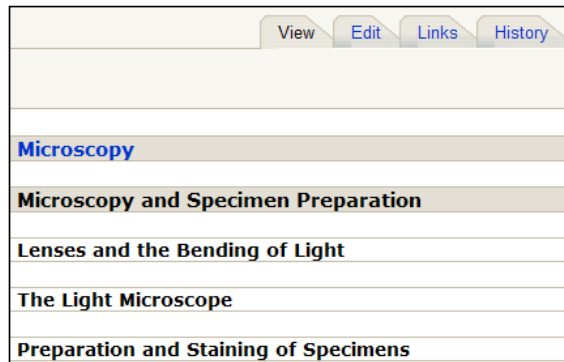 View Edit Links History
Microscopy
Microscopy and Specimen Preparation
Lenses and the Bending of Light
The Light Microscope
Preparation and Staining of Specimens